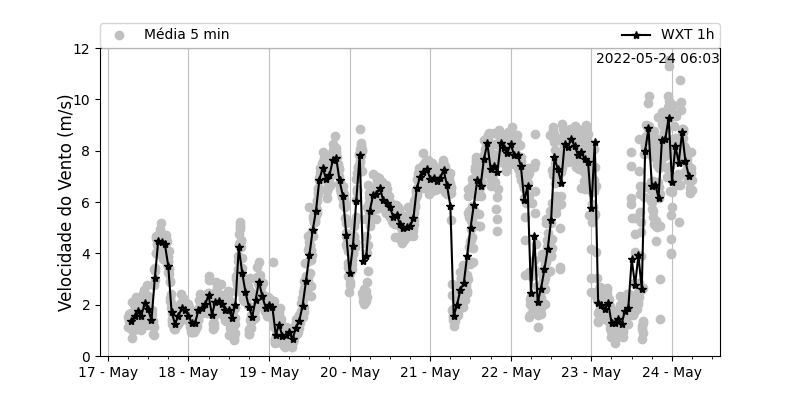 Média 5 min
WXT 1h
2022-05-24 06:03
Velocidade do Vento (m/s)
12
10
8
6
4
2
0
17 - May
18 - May
19 - May
20 - May
21 - May
22 - May
23 - May
24 - May